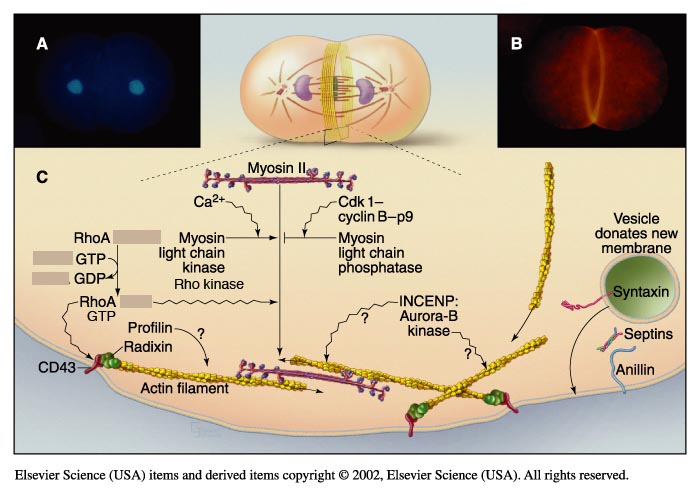 A
B
C
Myosin II
Ca2+
Cdk 1–
cyclin B–p9
RhoA
Myosin
light chain
kinase
Myosin
light chain
phosphatase
GTP
GDP
Rho kinase
RhoA
GTP
INCENP:
Aurora-B
kinase
?
?
Profilin
?
Radixin
CD43
Actin filament
Vesicle
donates new
membrane
Syntaxin
Septins
Anillin
Elsevier Science (USA) items and derived items copyright © 2002, Elsevier Science (USA). All rights reserved.